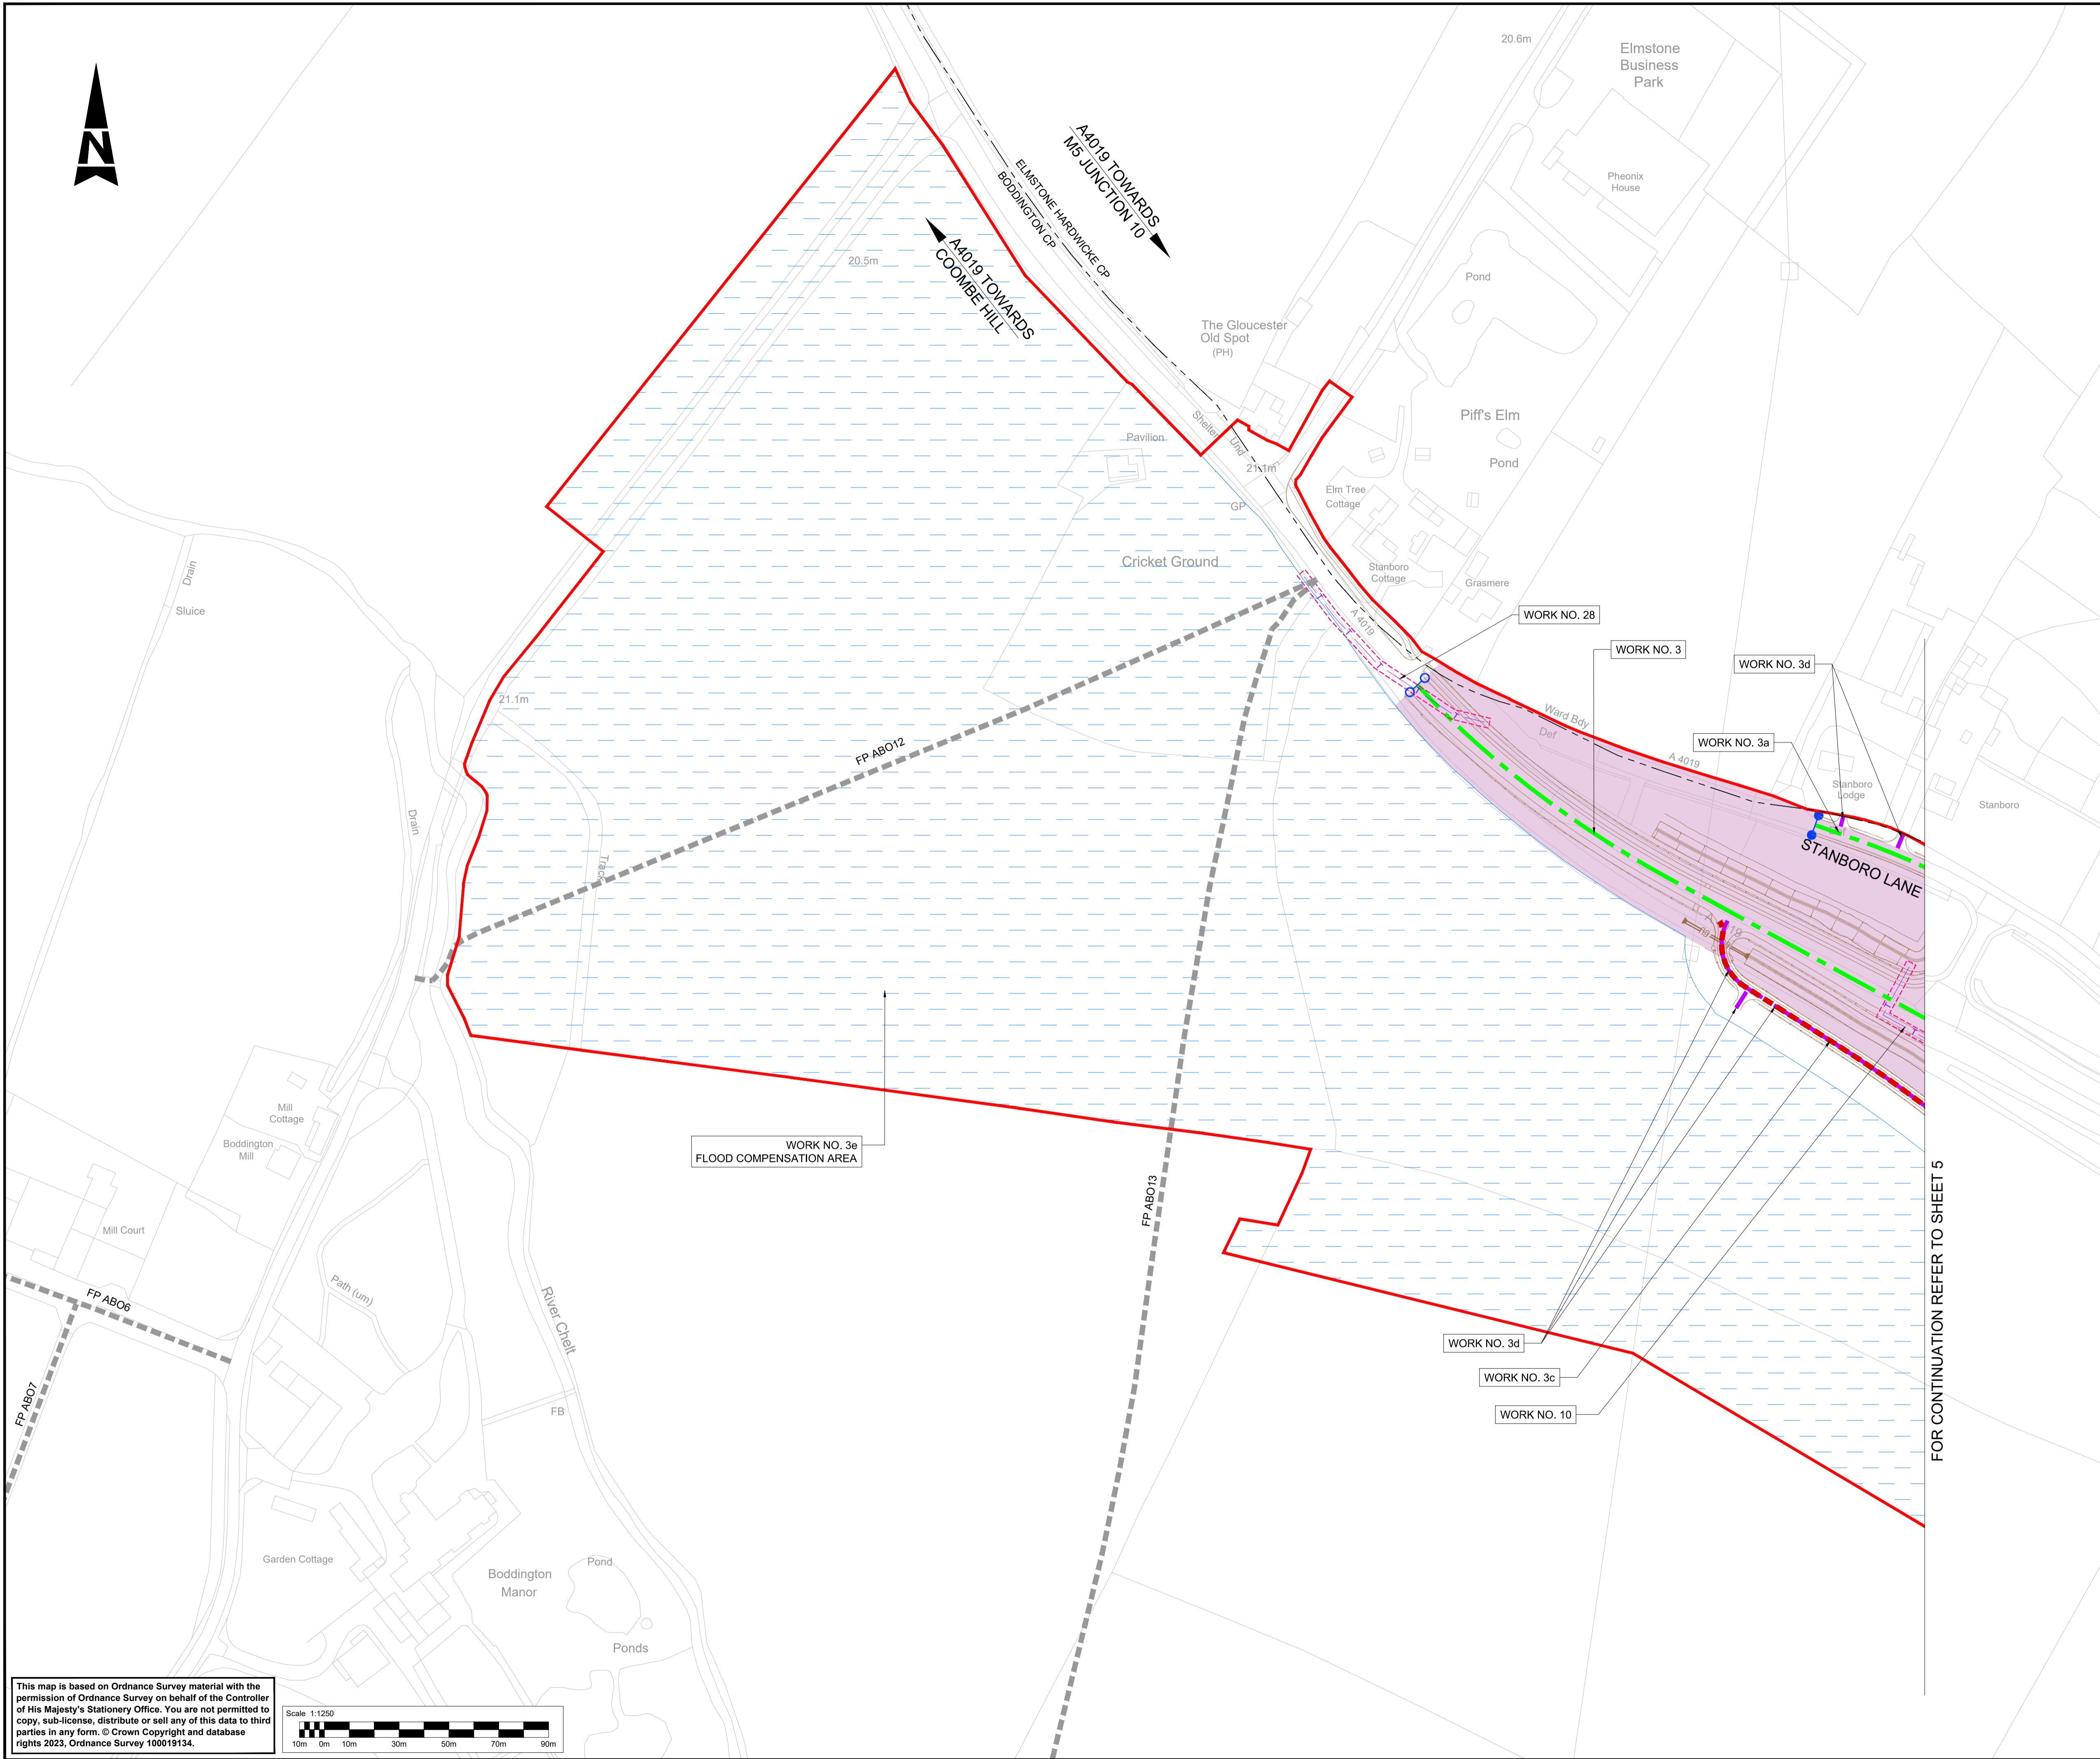 N
20.6m
Elmstone
Business
Park
A4019 TOWARDS
M5 JUNCTION 10
ELMSTONE HARDWICKE CP
BODDINGTON CP
Pheonix
House
A4019 TOWARDS
COOMBE HILL
20.5m
Pond
The Gloucester
Old Spot
(PH)
Piff's Elm
Pond
Shelter
Und
Pavilion
21.1m
Elm Tree
Cottage
GP
Cricket Ground
Stanboro
Cottage
Grasmere
Drain
Sluice
A 4019
WORK NO. 28
WORK NO. 3
WORK NO. 3d
21.1m
Ward Bdy
Def
WORK NO. 3a
A 4019
FP ABO12
Stanboro
Lodge
Stanboro
Drain
Track
STANBORO LANE
Mill
Cottage
Boddington
Mill
WORK NO. 3e
FLOOD COMPENSATION AREA
FP ABO13
Mill Court
FP ABO6
Path (um)
River Chelt
FP ABO7
FB
WORK NO. 3d
WORK NO. 3c
WORK NO. 10
FOR CONTINUATION REFER TO SHEET 5
Garden Cottage
Boddington
Manor
Pond
Ponds
This map is based on Ordnance Survey material with the
permission of Ordnance Survey on behalf of the Controller
of His Majesty's Stationery Office. You are not permitted to
copy, sub-license, distribute or sell any of this data to third
parties in any form. © Crown Copyright and database
rights 2023, Ordnance Survey 100019134.
Scale 1:1250
10m 0m 10m 30m 50m 70m 90m